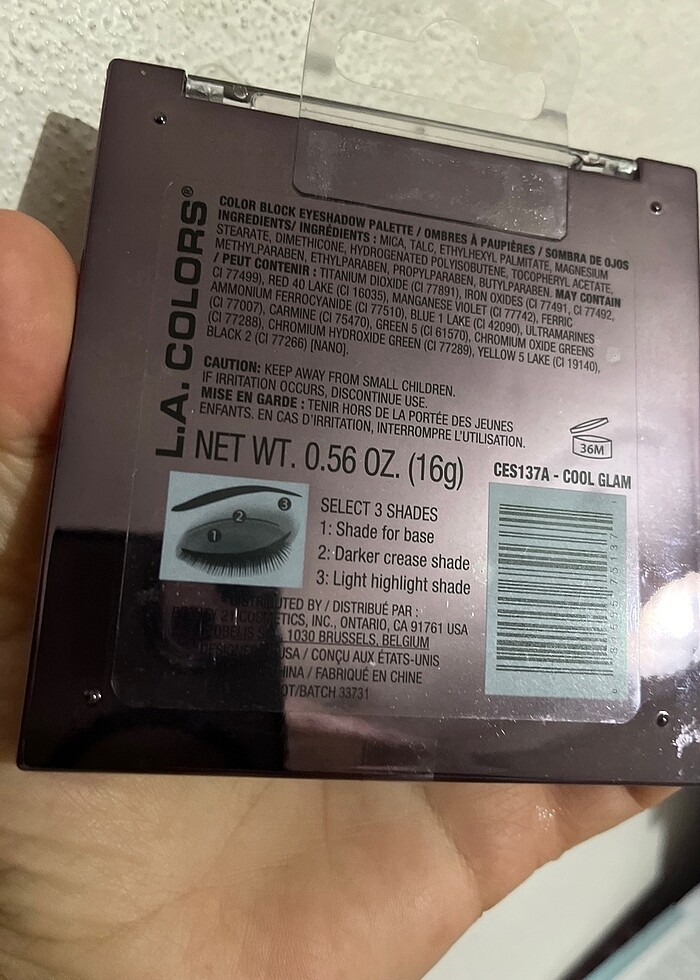 L.A. COLORS®
COLOR BLOCK EYESHADOW PALETTE / OMBRES À PAUPIÈRES / SOMBRA DE OJOS
INGREDIENTS/ INGRÉDIENTS : MICA, TALC, ETHYLHEXYL PALMITATE, MAGNESIUM
STEARATE, DIMETHICONE, HYDROGENATED POLYISOBUTENE, TOCOPHERYL ACETATE,
METHYLPARABEN, ETHYLPARABEN, PROPYLPARABEN, BUTYLPARABEN. MAY CONTAIN
/ PEUT CONTENIR : TITANIUM DIOXIDE (CI 77891), IRON OXIDES (CI 77491, CI 77492,
CI 77499), RED 40 LAKE (CI 16035), MANGANESE VIOLET (CI 77742), FERRIC
AMMONIUM FERROCYANIDE (CI 77510), BLUE 1 LAKE (CI 42090), ULTRAMARINES
(CI 77007), CARMINE (CI 75470), GREEN 5 (CI 61570), CHROMIUM OXIDE GREENS
(CI 77288), CHROMIUM HYDROXIDE GREEN (CI 77289), YELLOW 5 LAKE (CI 19140),
BLACK 2 (CI 77266) [NANO].
CAUTION: KEEP AWAY FROM SMALL CHILDREN.
IF IRRITATION OCCURS, DISCONTINUE USE.
MISE EN GARDE : TENIR HORS DE LA PORTÉE DES JEUNES
ENFANTS. EN CAS D'IRRITATION, INTERROMPRE L'UTILISATION.
36M
NET WT. 0.56 OZ. (16g)
CES137A - COOL GLAM
1 2 3
SELECT 3 SHADES
1: Shade for base
2: Darker crease shade
3: Light highlight shade
DISTRIBUTED BY / DISTRIBUÉ PAR :
COSMETICS, INC., ONTARIO, CA 91761 USA
1030 BRUSSELS, BELGIUM
USA / CONÇU AUX ÉTATS-UNIS
CHINA / FABRIQUÉ EN CHINE
LOT/BATCH 33731